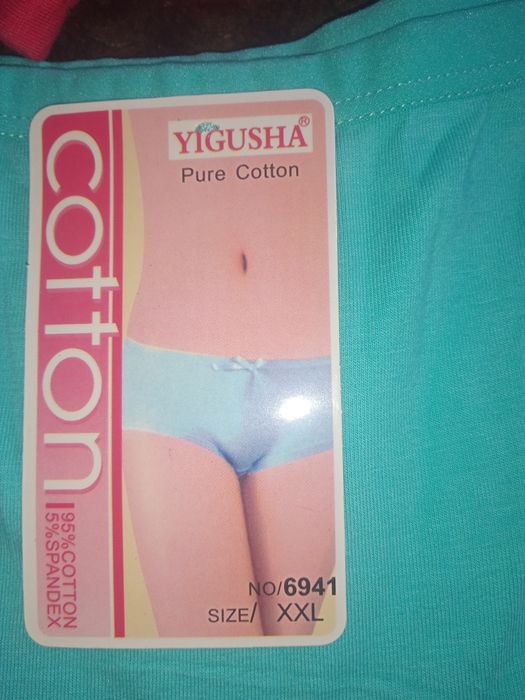 YIGUSHA®
Pure Cotton
cotton
95%COTTON
5%SPANDEX
NO/6941
SIZE/ XXL